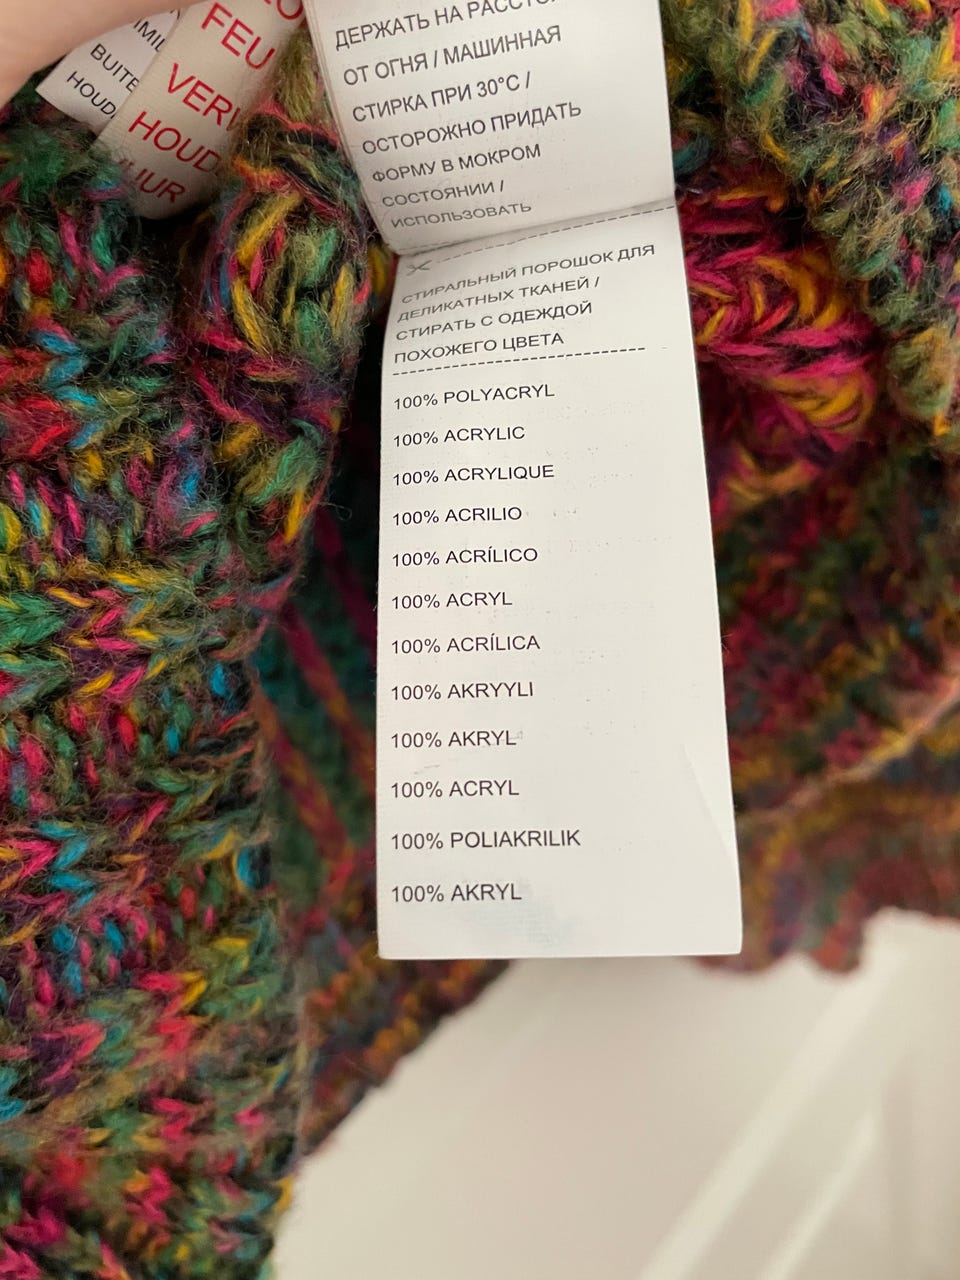 BUITE
HOUD
FEU
HOUD
ДЕРЖАТЬ НА
ОТ ОГНЯ / МАШИННАЯ
СТИРКА ПРИ 30°C /
ОСТОРОЖНО ПРИДАТЬ
ФОРМУ В МОКРОМ
СОСТОЯНИИ /
ИСПОЛЬЗОВАТЬ
СТИРАЛЬНЫЙ ПОРОШОК ДЛЯ
ДЕЛИКАТНЫХ ТКАНЕЙ /
СТИРАТЬ С ОДЕЖДОЙ
ПОХОЖЕГО ЦВЕТА
100% POLYACRYL
100% ACRYLIC
100% ACRYLIQUE
100% ACRILIO
100% ACRÍLICO
100% ACRYL
100% ACRÍLICA
100% AKRYYLI
100% AKRYL
100% ACRYL
100% POLIAKRILIK
100% AKRYL